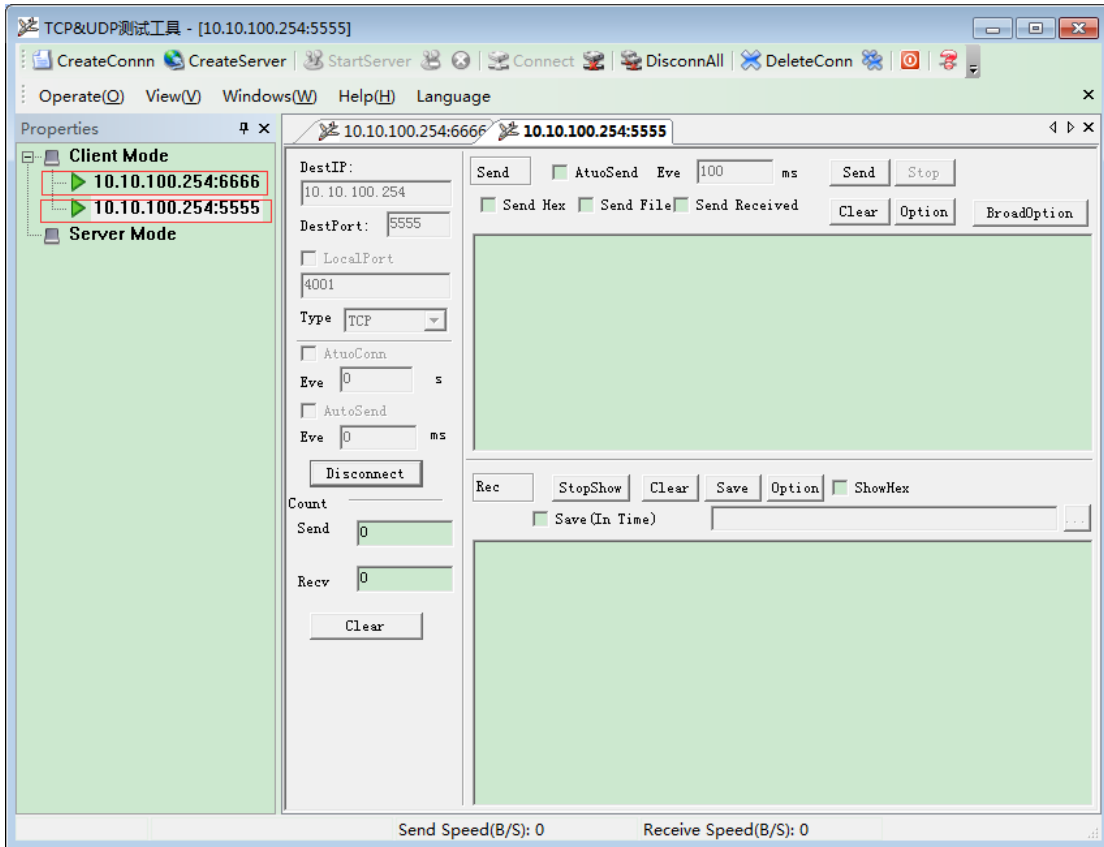 TCP&UDP测试工具 - [10.10.100.254:5555]
CreateConnn CreateServer StartServer Connect DisconnAll DeleteConn
Operate(O) View(V) Windows(W) Help(H) Language
Properties
Client Mode
10.10.100.254:6666
10.10.100.254:5555
Server Mode
10.10.100.254:6666 10.10.100.254:5555
DestIP:
10.10.100.254
DestPort: 5555
LocalPort
4001
Type TCP
AtuoConn
Eve 0 s
AutoSend
Eve 0 ms
Disconnect
Count
Send 0
Recv 0
Clear
Send AtuoSend Eve 100 ms Send Stop
Send Hex Send File Send Received Clear Option BroadOption
Rec StopShow Clear Save Option ShowHex
Save(In Time) ...
Send Speed(B/S): 0 Receive Speed(B/S): 0